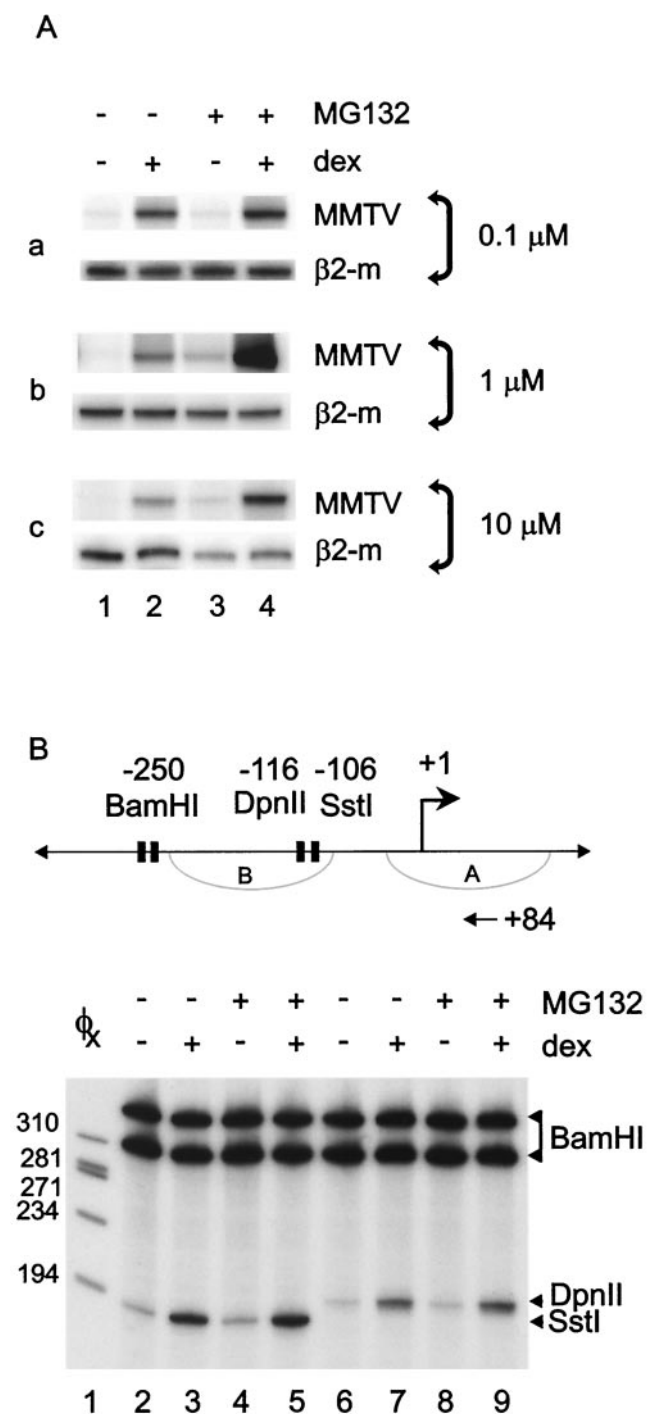 A
- - + + MG132
- + - + dex
a MMTV 0.1 μM
β2-m
b MMTV 1 μM
β2-m
c MMTV 10 μM
β2-m
1 2 3 4
B
-250 -116 -106 +1
BamHI DpnII SstI
B A
+84
- - + + - - + + MG132
ϕx - + - + - + - + dex
310 BamHI
281
271
234
194 DpnII
SstI
1 2 3 4 5 6 7 8 9